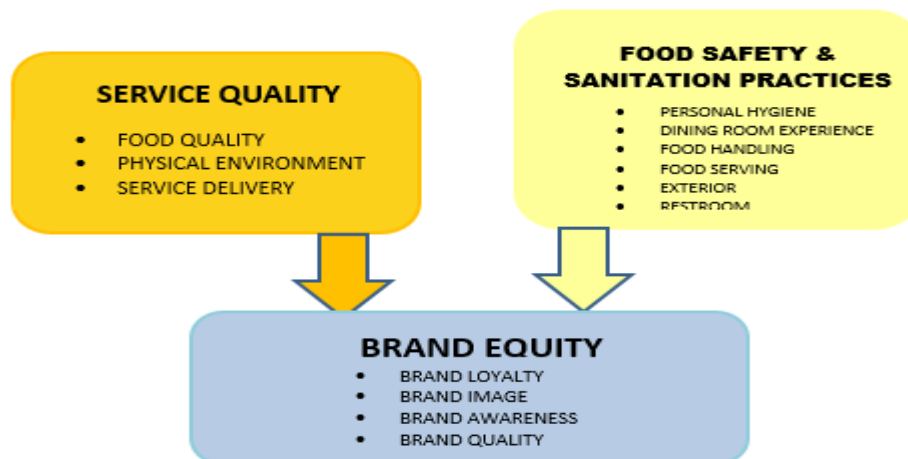 SERVICE QUALITY
• FOOD QUALITY
• PHYSICAL ENVIRONMENT
• SERVICE DELIVERY
FOOD SAFETY &
SANITATION PRACTICES
• PERSONAL HYGIENE
• DINING ROOM EXPERIENCE
• FOOD HANDLING
• FOOD SERVING
• EXTERIOR
• RESTROOM
BRAND EQUITY
• BRAND LOYALTY
• BRAND IMAGE
• BRAND AWARENESS
• BRAND QUALITY